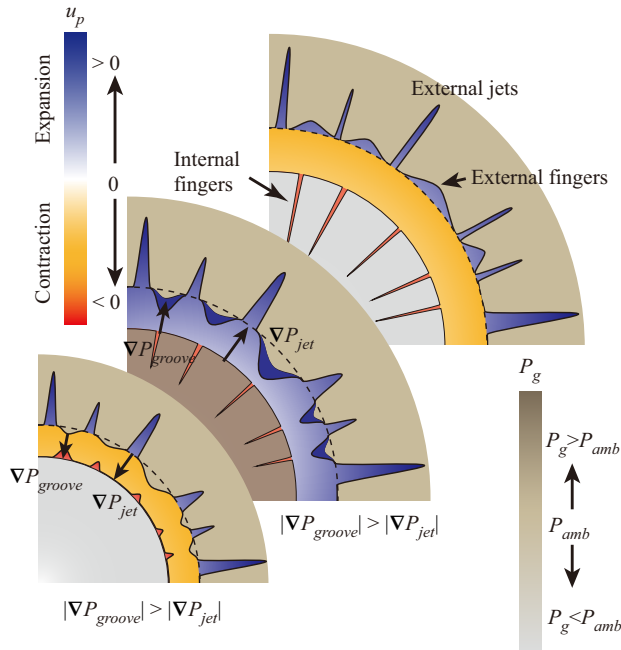 u_p
Expansion
Contraction
> 0
0
< 0
External jets
Internal
fingers
External fingers
∇P_groove
∇P_jet
∇P_groove
∇P_jet
|∇P_groove| > |∇P_jet|
|∇P_groove| > |∇P_jet|
P_g
P_g>P_amb
P_amb
P_g<P_amb